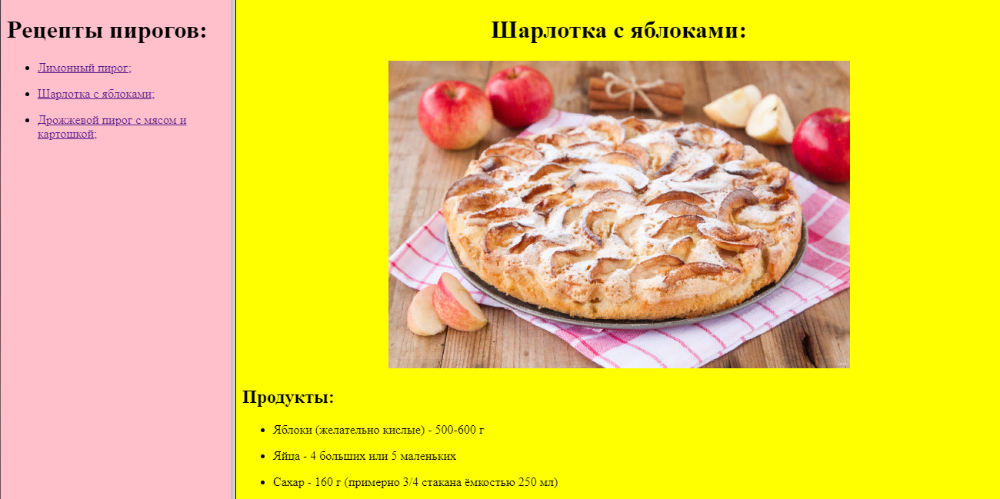 Рецепты пирогов:
Лимонный пирог;
Шарлотка с яблоками;
Дрожжевой пирог с мясом и
картошкой;
Шарлотка с яблоками:
Продукты:
Яблоки (желательно кислые) - 500-600 г
Яйца - 4 больших или 5 маленьких
Сахар - 160 г (примерно 3/4 стакана ёмкостью 250 мл)